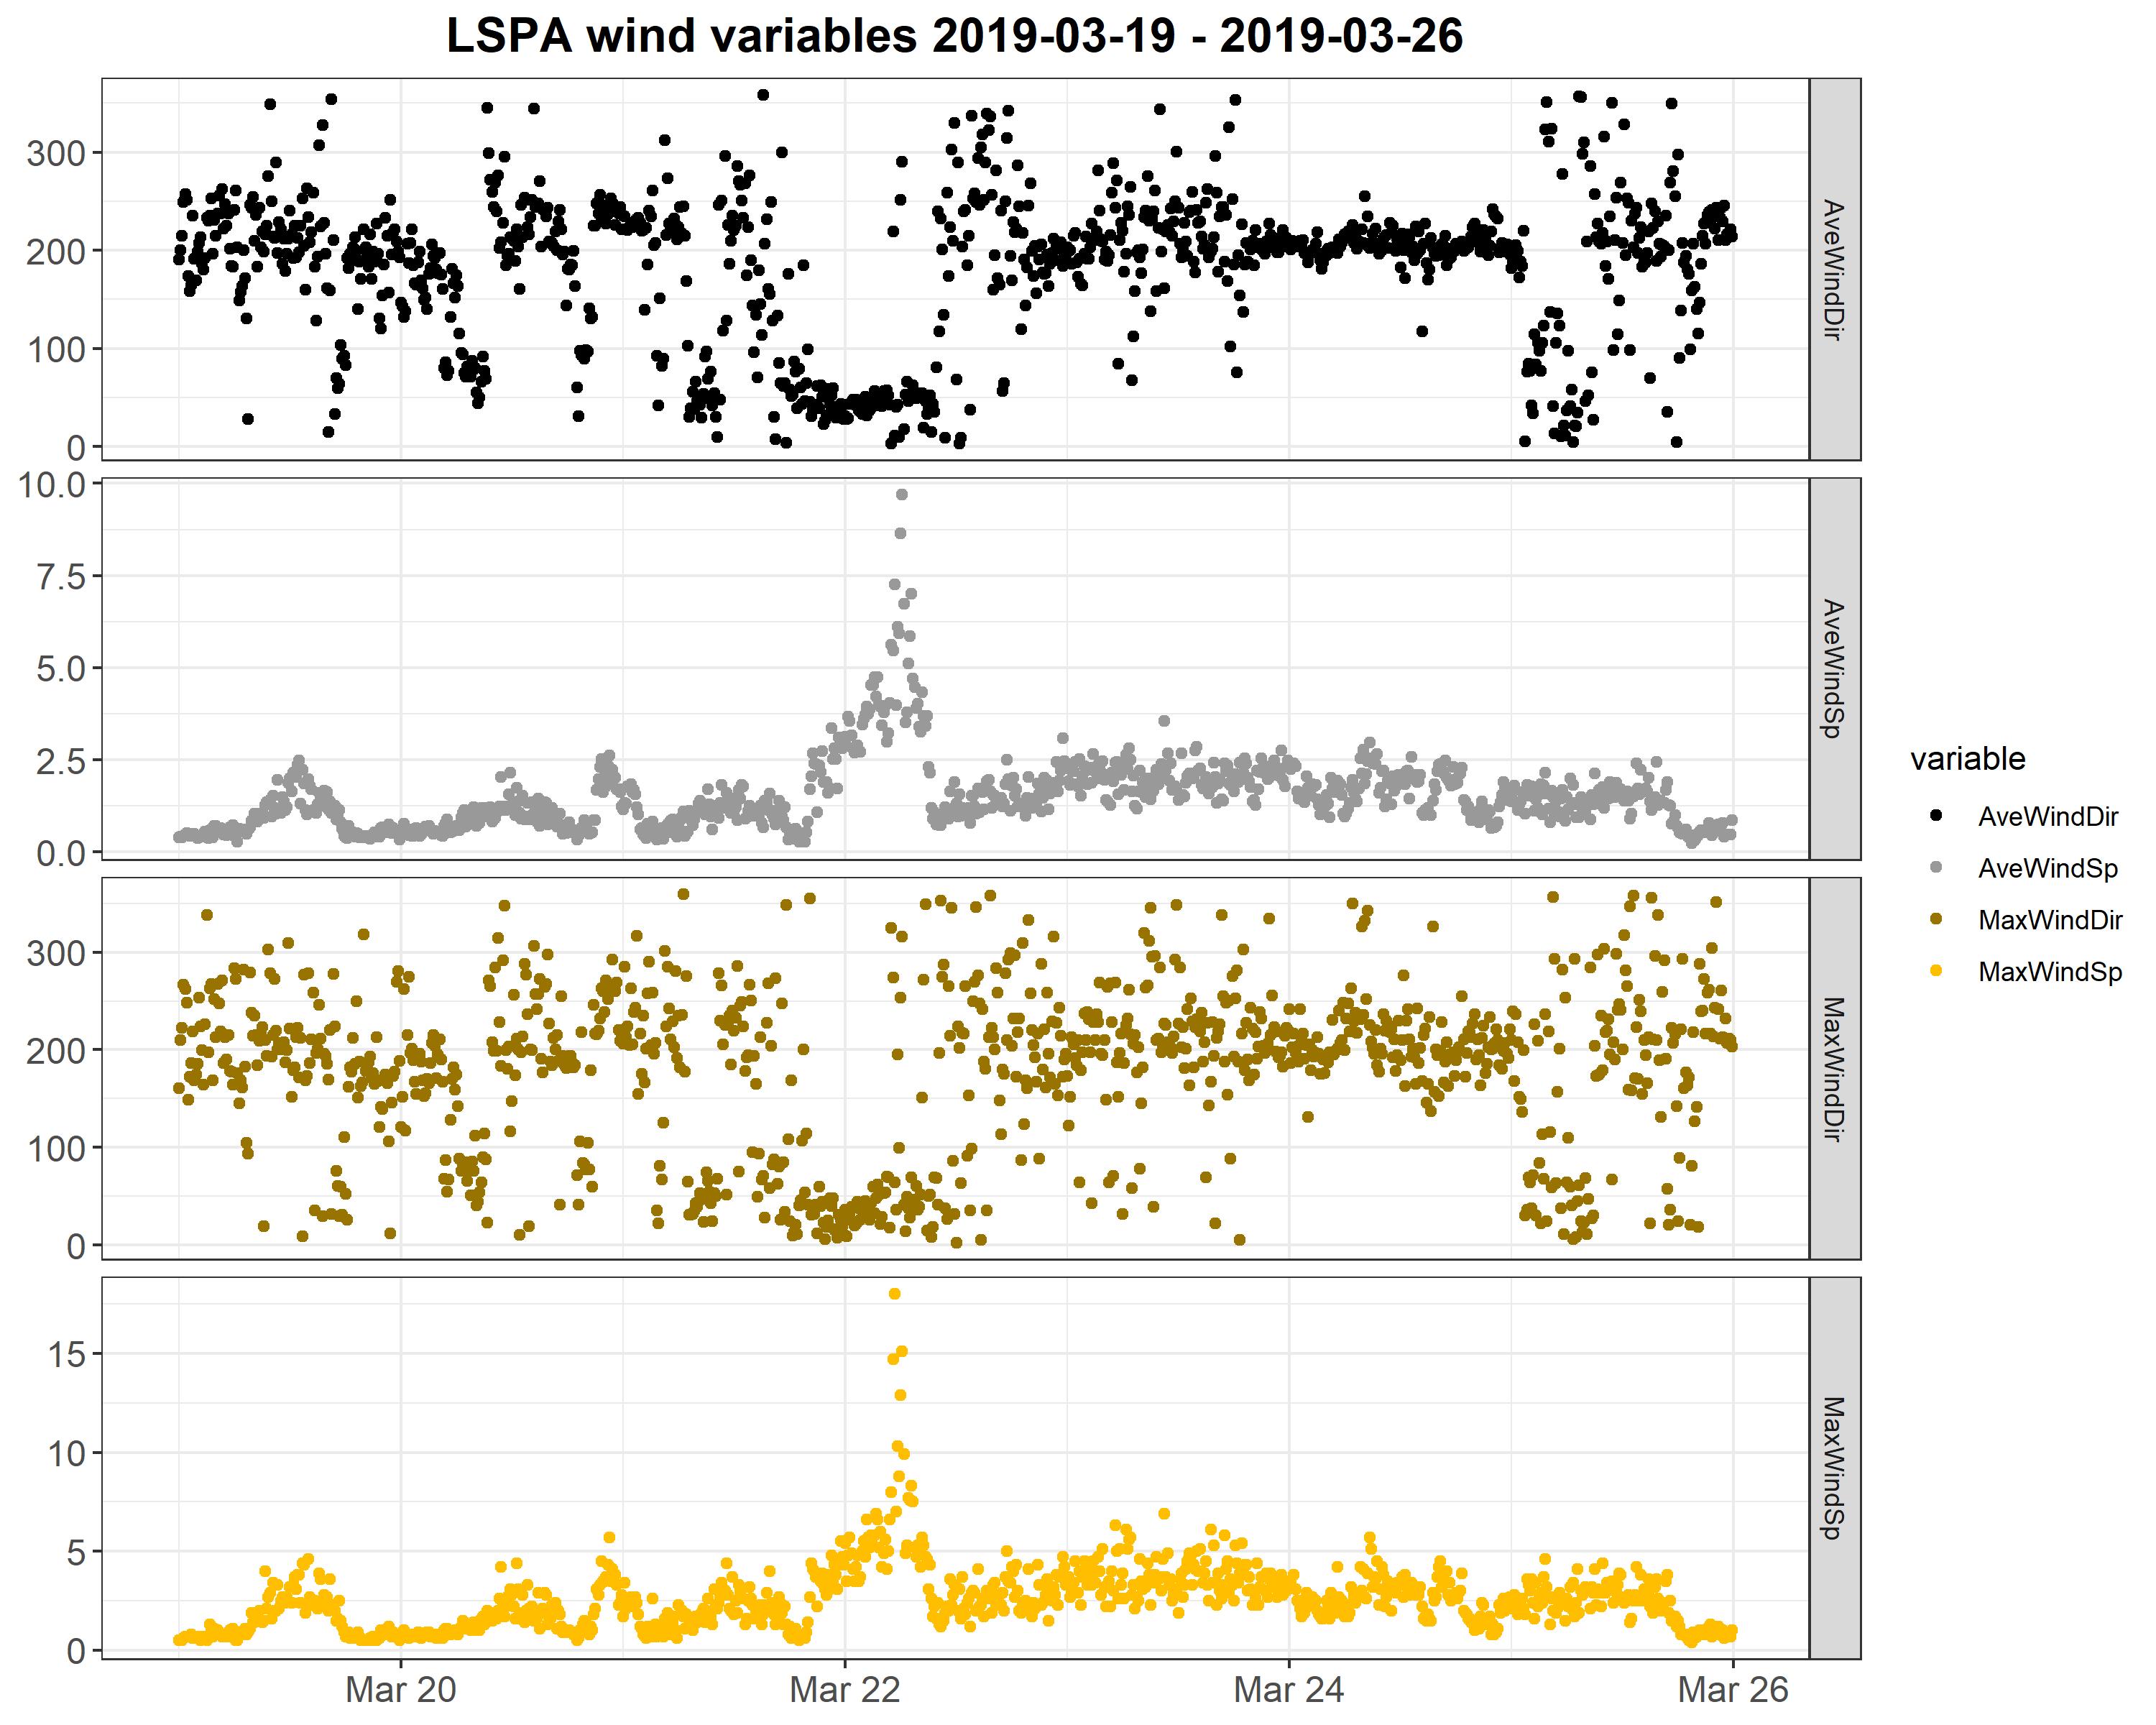 LSPA wind variables 2019-03-19 - 2019-03-26
300
200
100
0
AveWindDir
10.0
7.5
5.0
2.5
0.0
AveWindSp
300
200
100
0
MaxWindDir
15
10
5
0
MaxWindSp
Mar 20 Mar 22 Mar 24 Mar 26
variable
AveWindDir
AveWindSp
MaxWindDir
MaxWindSp